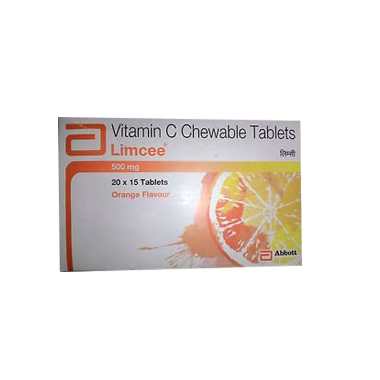 Vitamin C Chewable Tablets
Limcee®
लिम्सी
500 mg
20 x 15 Tablets
Orange Flavour
Abbott